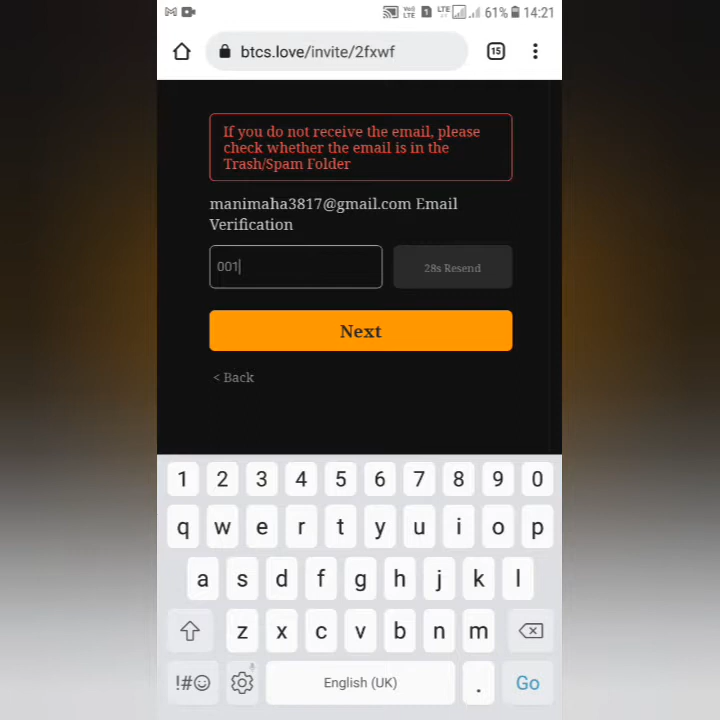 61% 14:21
btcs.love/invite/2fxwf 15
If you do not receive the email, please
check whether the email is in the
Trash/Spam Folder
manimaha3817@gmail.com Email
Verification
001
28s Resend
Next
< Back
1 2 3 4 5 6 7 8 9 0
q w e r t y u i o p
a s d f g h j k l
z x c v b n m
!#☺ English (UK) . Go